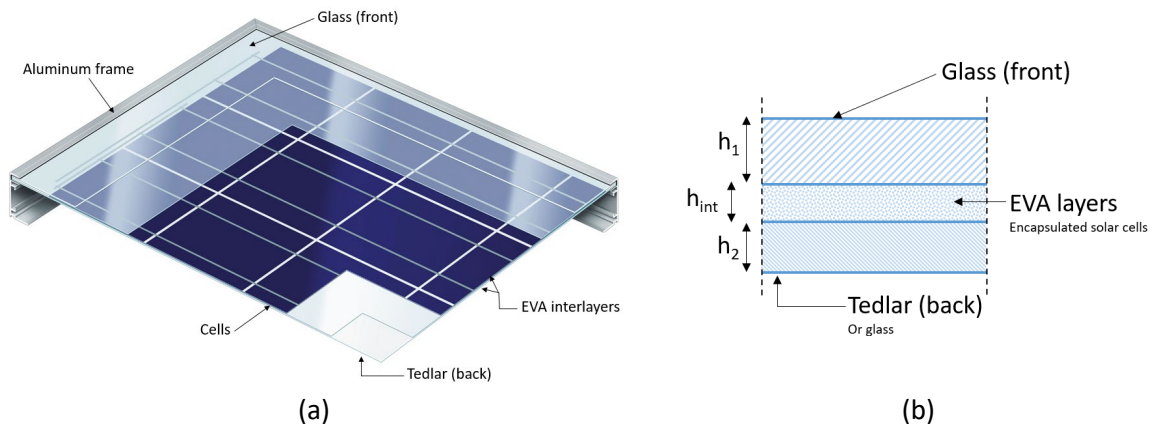 Glass (front)
Aluminum frame
EVA interlayers
Cells
Tedlar (back)
(a)
Glass (front)
h1
hint
EVA layers
Encapsulated solar cells
h2
Tedlar (back)
Or glass
(b)